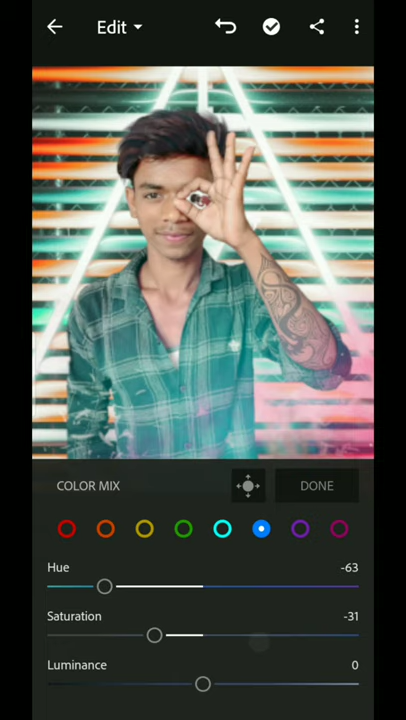 Edit
COLOR MIX
DONE
Hue
-63
Saturation
-31
Luminance
0